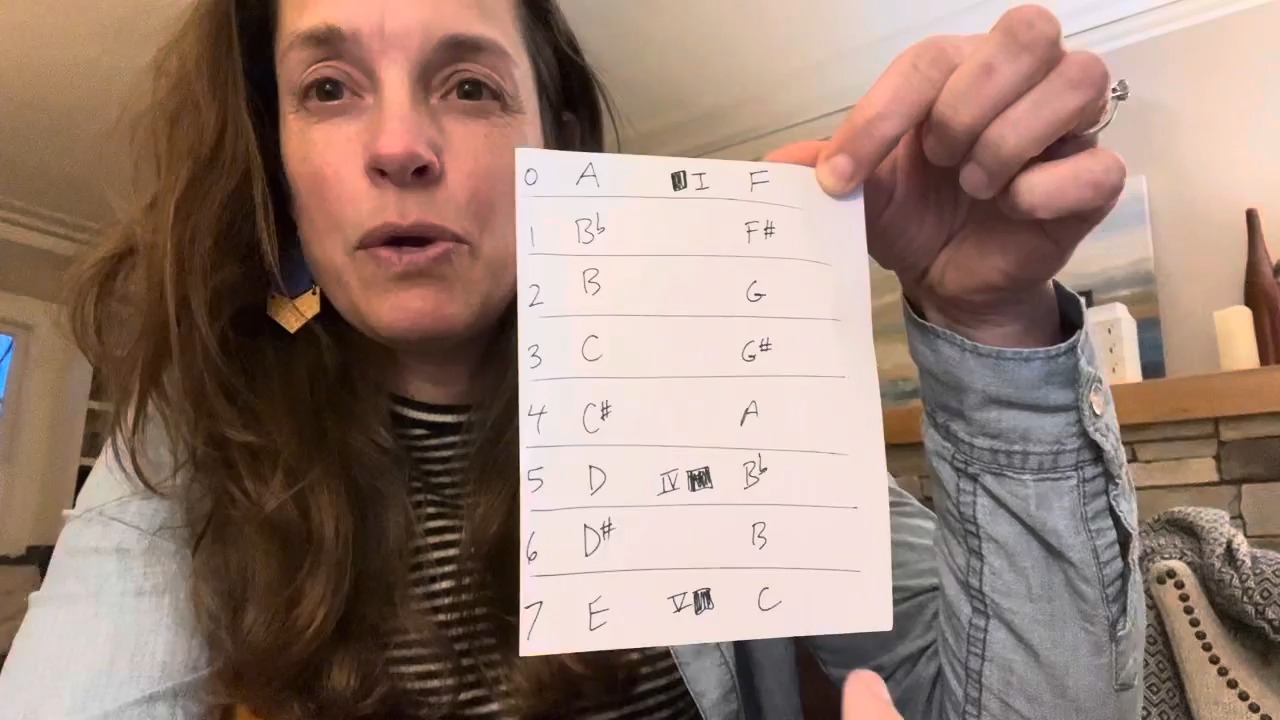 0 A I F
1 B♭ F#
2 B G
3 C G#
4 C# A
5 D IV B♭
6 D# B
7 E V C